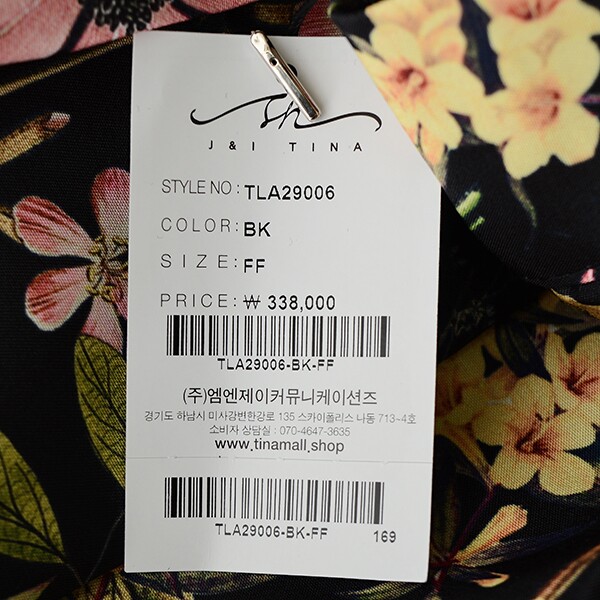 sh
J & I TINA
STYLE NO : TLA29006
COLOR: BK
SIZE: FF
PRICE: ₩ 338,000
TLA29006-BK-FF
(주)엠엔제이커뮤니케이션즈
경기도 하남시 미사강변한강로 135 스카이폴리스 나동 713~4호
소비자 상담실 : 070-4647-3635
www.tinamall.shop
TLA29006-BK-FF 169